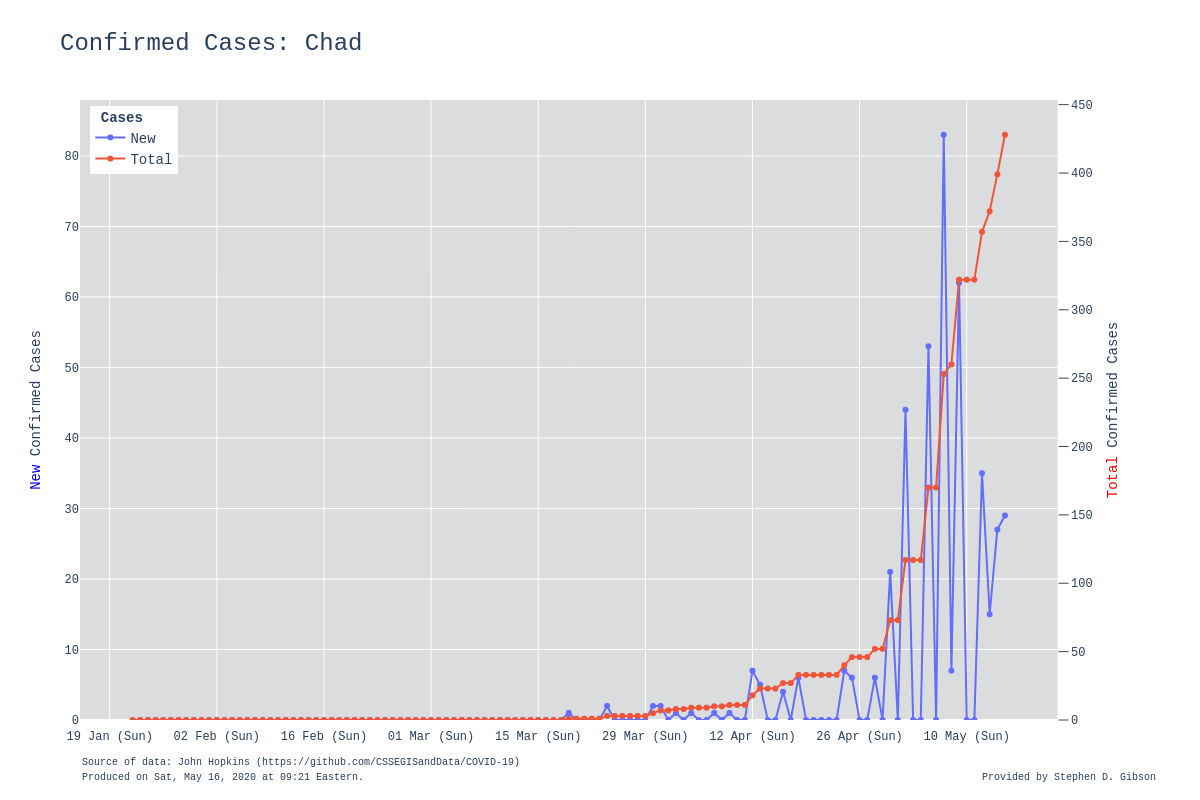 Confirmed Cases: Chad
Cases
New
Total
New Confirmed Cases
80
70
60
50
40
30
20
10
0
450
400
350
300
250
200
150
100
50
0
Total Confirmed Cases
19 Jan (Sun) 02 Feb (Sun) 16 Feb (Sun) 01 Mar (Sun) 15 Mar (Sun) 29 Mar (Sun) 12 Apr (Sun) 26 Apr (Sun) 10 May (Sun)
Source of data: John Hopkins (https://github.com/CSSEGISandData/COVID-19)
Produced on Sat, May 16, 2020 at 09:21 Eastern.
Provided by Stephen D. Gibson